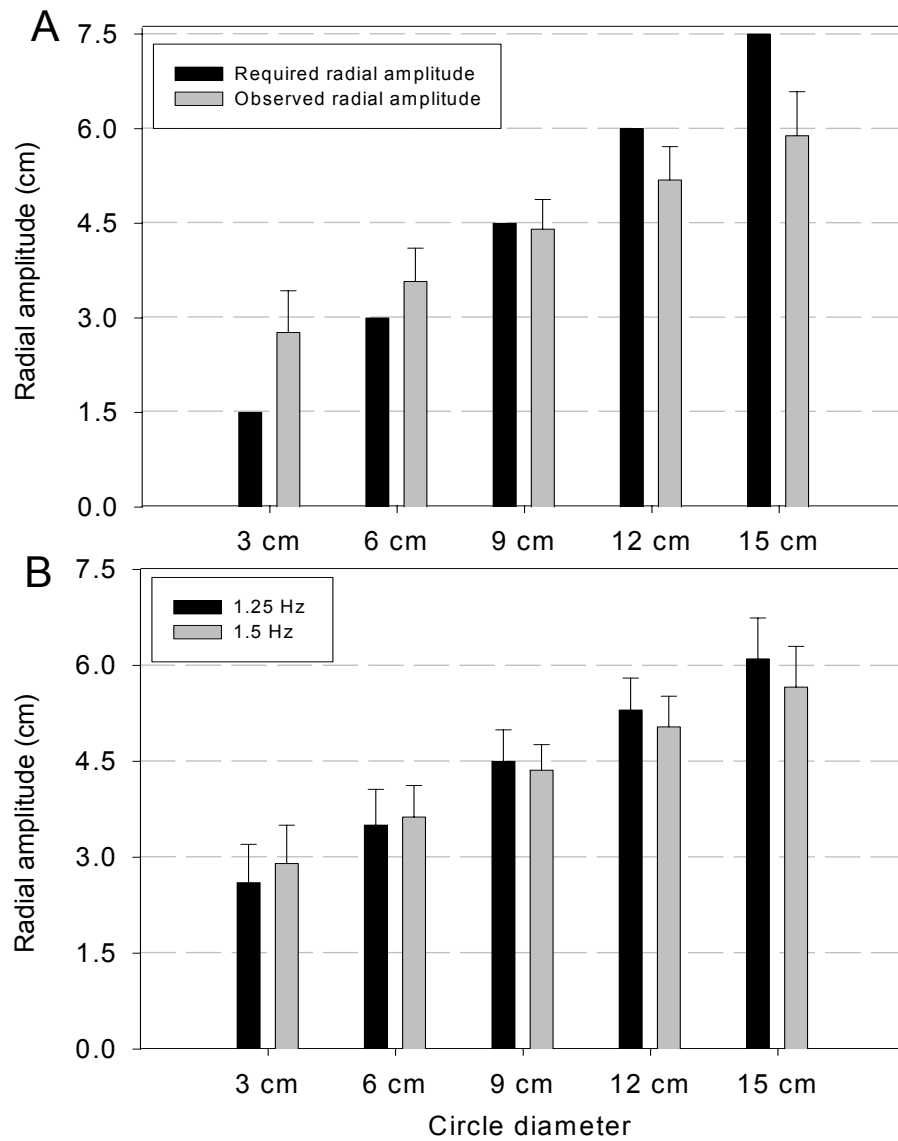 A
7.5
Required radial amplitude
Observed radial amplitude
6.0
4.5
3.0
1.5
0.0
Radial amplitude (cm)
3 cm 6 cm 9 cm 12 cm 15 cm
B
7.5
1.25 Hz
1.5 Hz
6.0
4.5
3.0
1.5
0.0
Radial amplitude (cm)
3 cm 6 cm 9 cm 12 cm 15 cm
Circle diameter